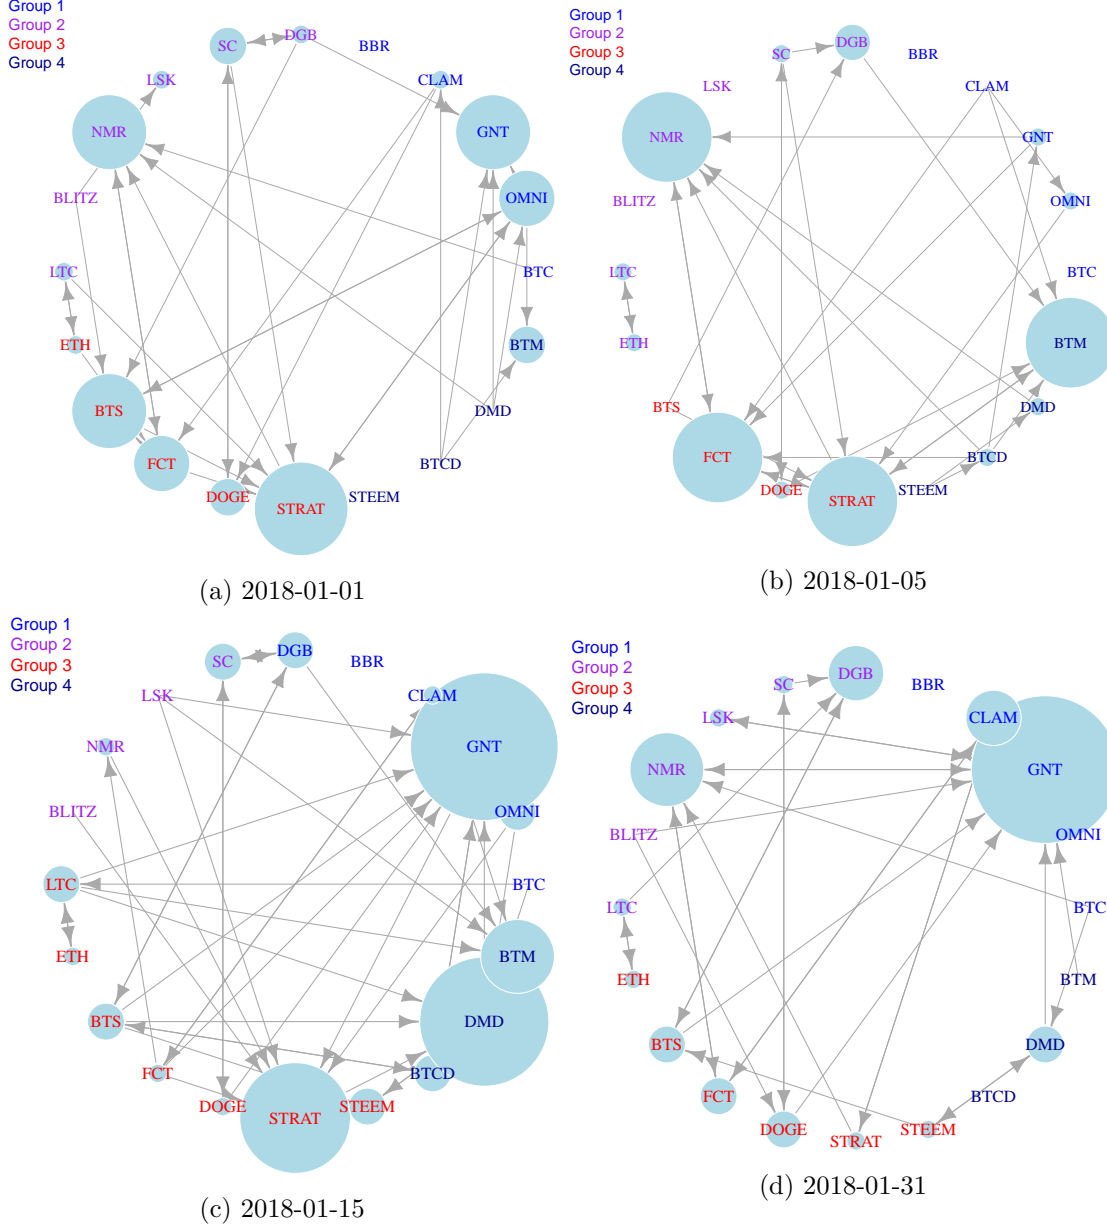 Group 1
Group 2
Group 3
Group 4
SC
DGB
BBR
LSK
CLAM
NMR
GNT
BLITZ
OMNI
LTC
BTC
ETH
BTM
BTS
DMD
FCT
BTCD
DOGE
STRAT
STEEM
(a) 2018-01-01
Group 1
Group 2
Group 3
Group 4
SC
DGB
BBR
LSK
CLAM
NMR
GNT
BLITZ
OMNI
LTC
BTC
ETH
BTM
BTS
DMD
FCT
BTCD
DOGE
STRAT
STEEM
(b) 2018-01-05
Group 1
Group 2
Group 3
Group 4
SC
DGB
BBR
LSK
CLAM
NMR
GNT
BLITZ
OMNI
LTC
BTC
ETH
BTM
BTS
DMD
FCT
BTCD
DOGE
STRAT
STEEM
(c) 2018-01-15
Group 1
Group 2
Group 3
Group 4
SC
DGB
BBR
LSK
CLAM
NMR
GNT
BLITZ
OMNI
LTC
BTC
ETH
BTM
BTS
DMD
FCT
BTCD
DOGE
STRAT
STEEM
(d) 2018-01-31